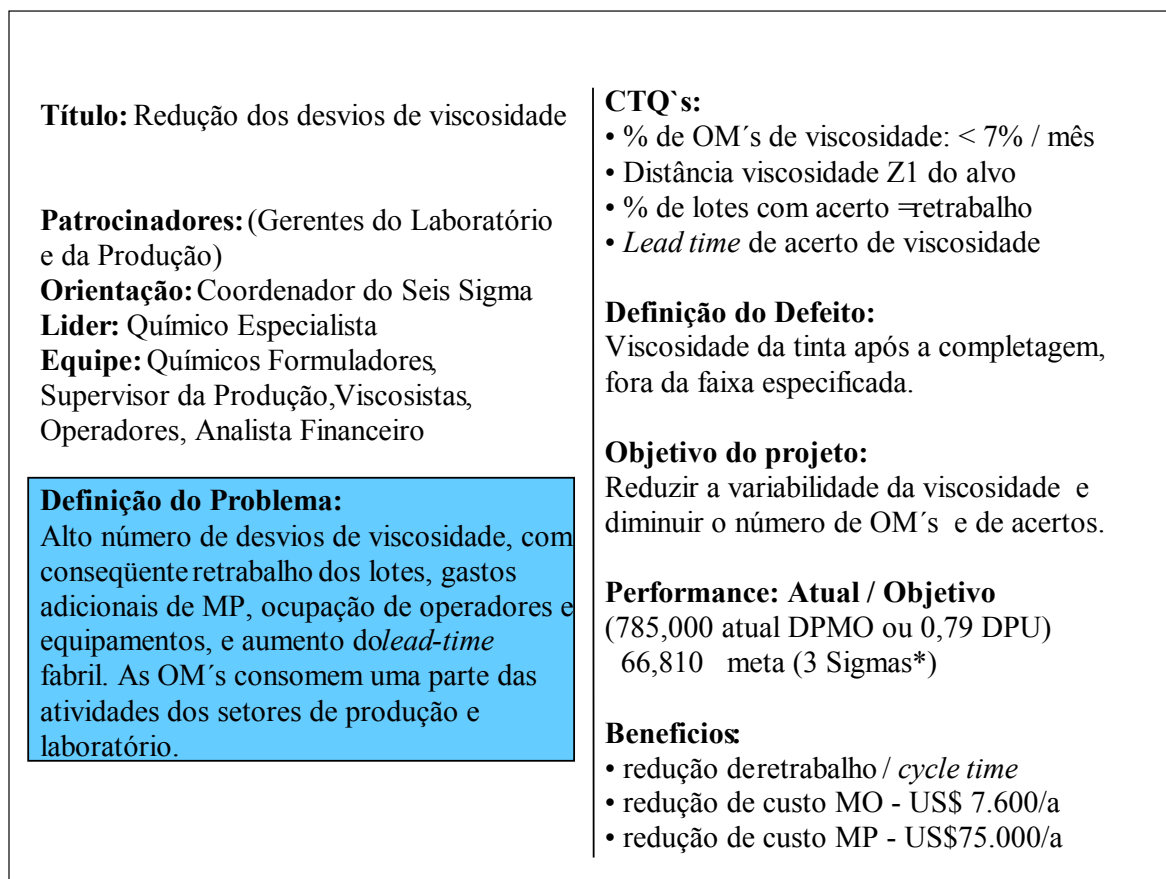 Título: Redução dos desvios de viscosidade
Patrocinadores: (Gerentes do Laboratório
e da Produção)
Orientação: Coordenador do Seis Sigma
Lider: Químico Especialista
Equipe: Químicos Formuladores,
Supervisor da Produção,Viscosistas,
Operadores, Analista Financeiro
Definição do Problema:
Alto número de desvios de viscosidade, com
conseqüente retrabalho dos lotes, gastos
adicionais de MP, ocupação de operadores e
equipamentos, e aumento dolead-time
fabril. As OM´s consomem uma parte das
atividades dos setores de produção e
laboratório.
CTQ`s:
• % de OM´s de viscosidade: < 7% / mês
• Distância viscosidade Z1 do alvo
• % de lotes com acerto =retrabalho
• Lead time de acerto de viscosidade
Definição do Defeito:
Viscosidade da tinta após a completagem,
fora da faixa especificada.
Objetivo do projeto:
Reduzir a variabilidade da viscosidade e
diminuir o número de OM´s e de acertos.
Performance: Atual / Objetivo
(785,000 atual DPMO ou 0,79 DPU)
66,810 meta (3 Sigmas*)
Beneficios:
• redução deretrabalho / cycle time
• redução de custo MO - US$ 7.600/a
• redução de custo MP - US$75.000/a